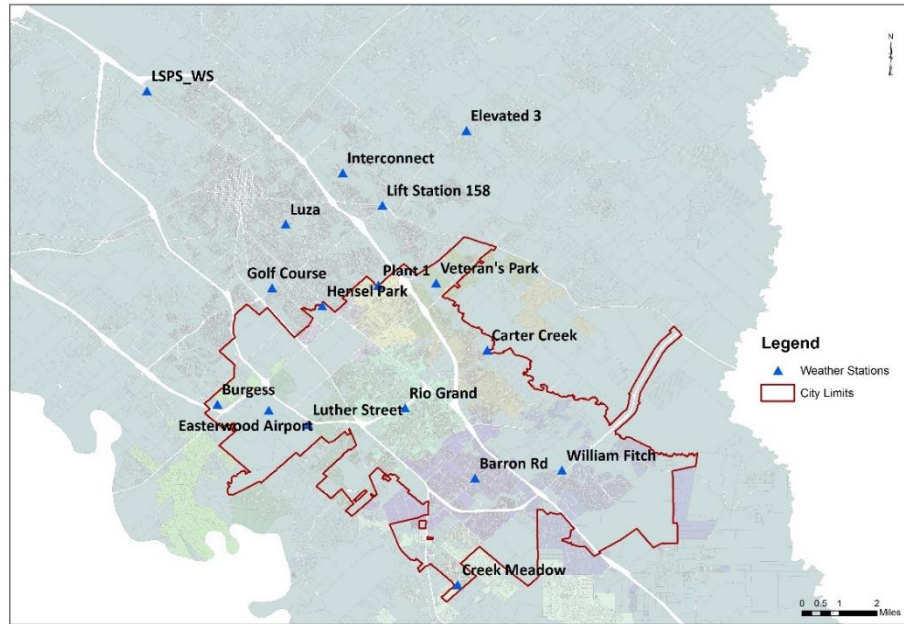 N
LSPS_WS
Elevated 3
Interconnect
Lift Station 158
Luza
Golf Course
Plant 1
Veteran's Park
Hensel Park
Carter Creek
Legend
Weather Stations
City Limits
Burgess
Rio Grand
Luther Street
Easterwood Airport
William Fitch
Barron Rd
Creek Meadow
0 0.5 1 2
Miles